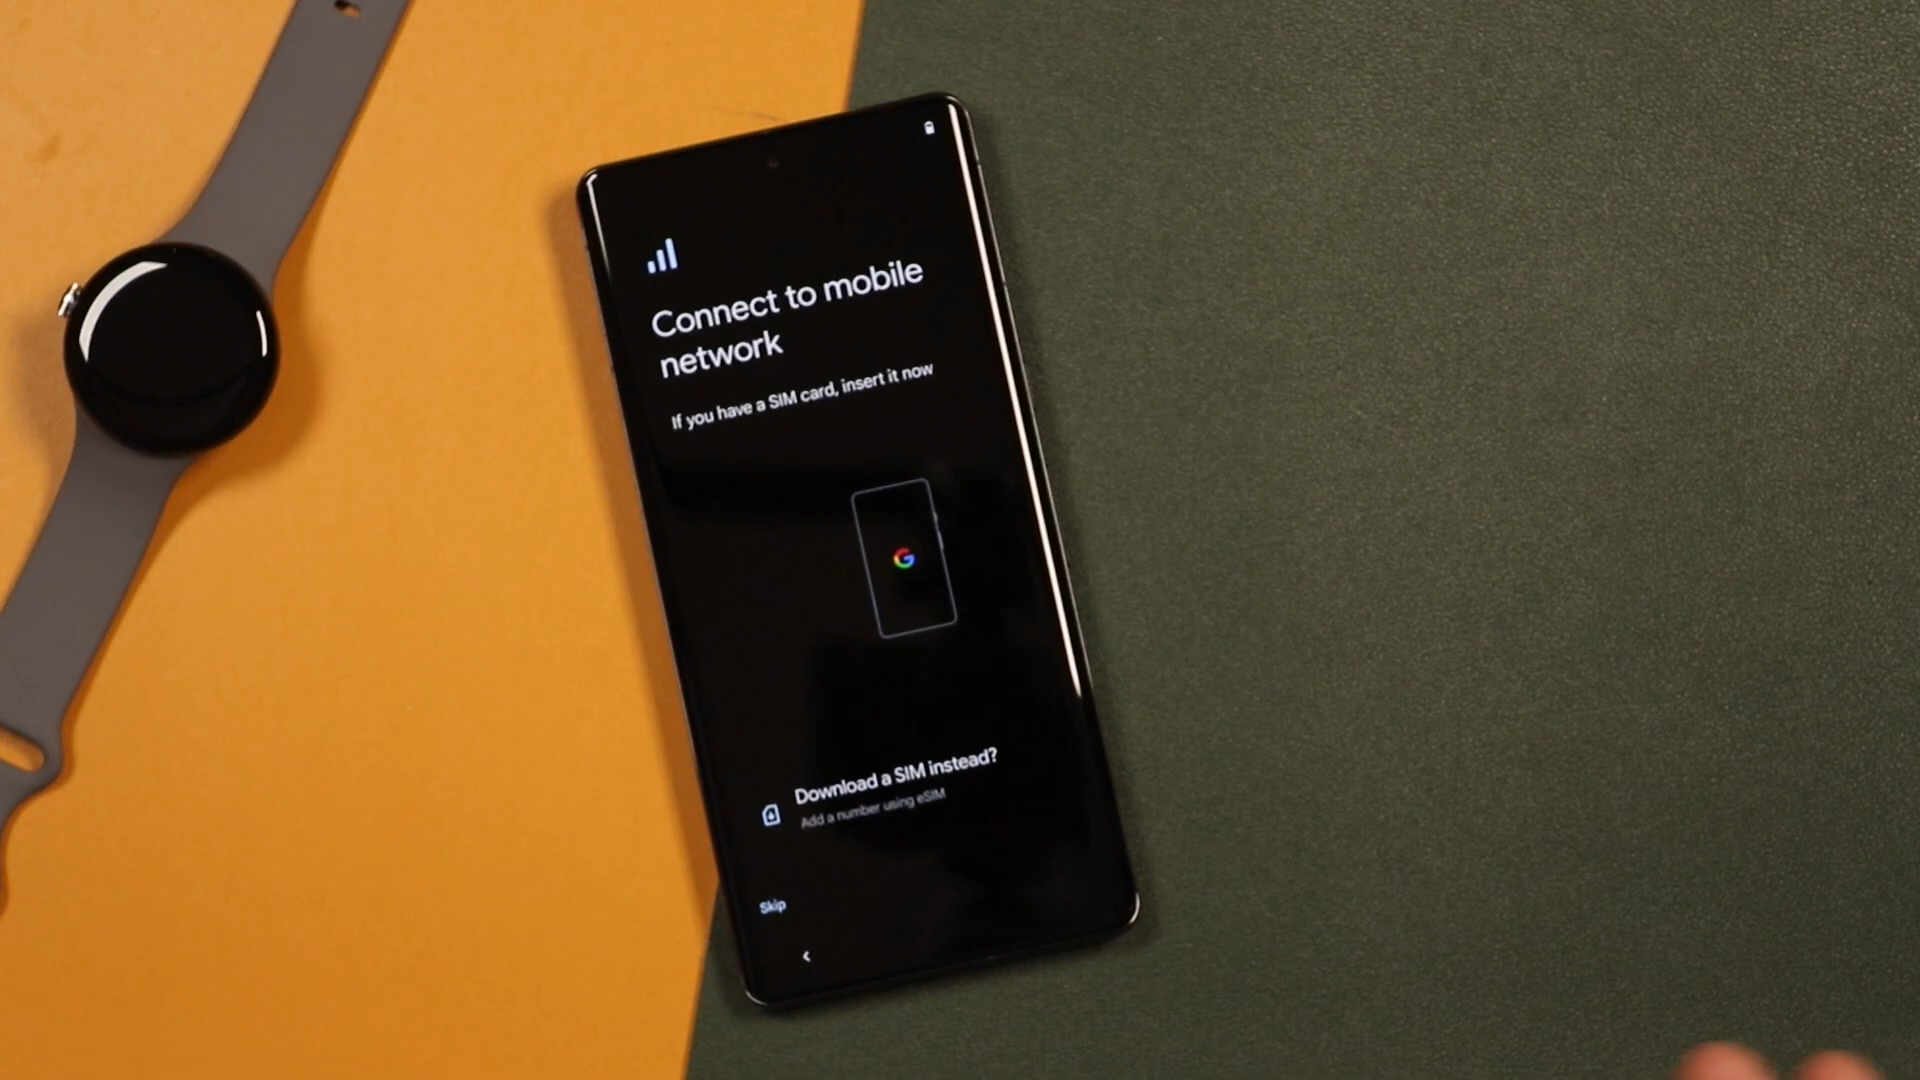 Connect to mobile
network
If you have a SIM card, insert it now
G
Download a SIM instead?
Add a number using eSIM
Skip